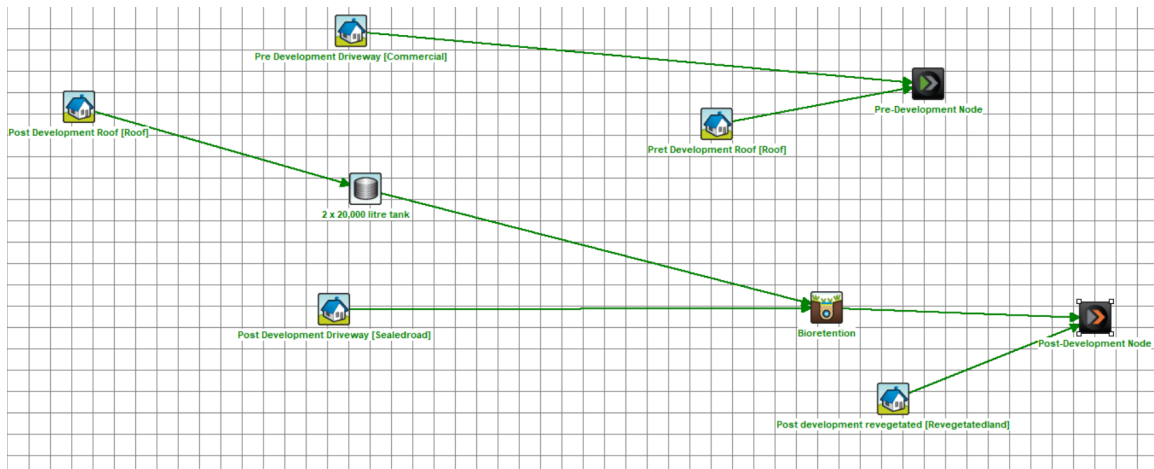 Pre Development Driveway [Commercial]
Pre-Development Node
Post Development Roof [Roof]
Pret Development Roof [Roof]
2 x 20,000 litre tank
Post Development Driveway [Sealedroad]
Bioretention
Post-Development Node
Post development revegetated [Revegetatedland]